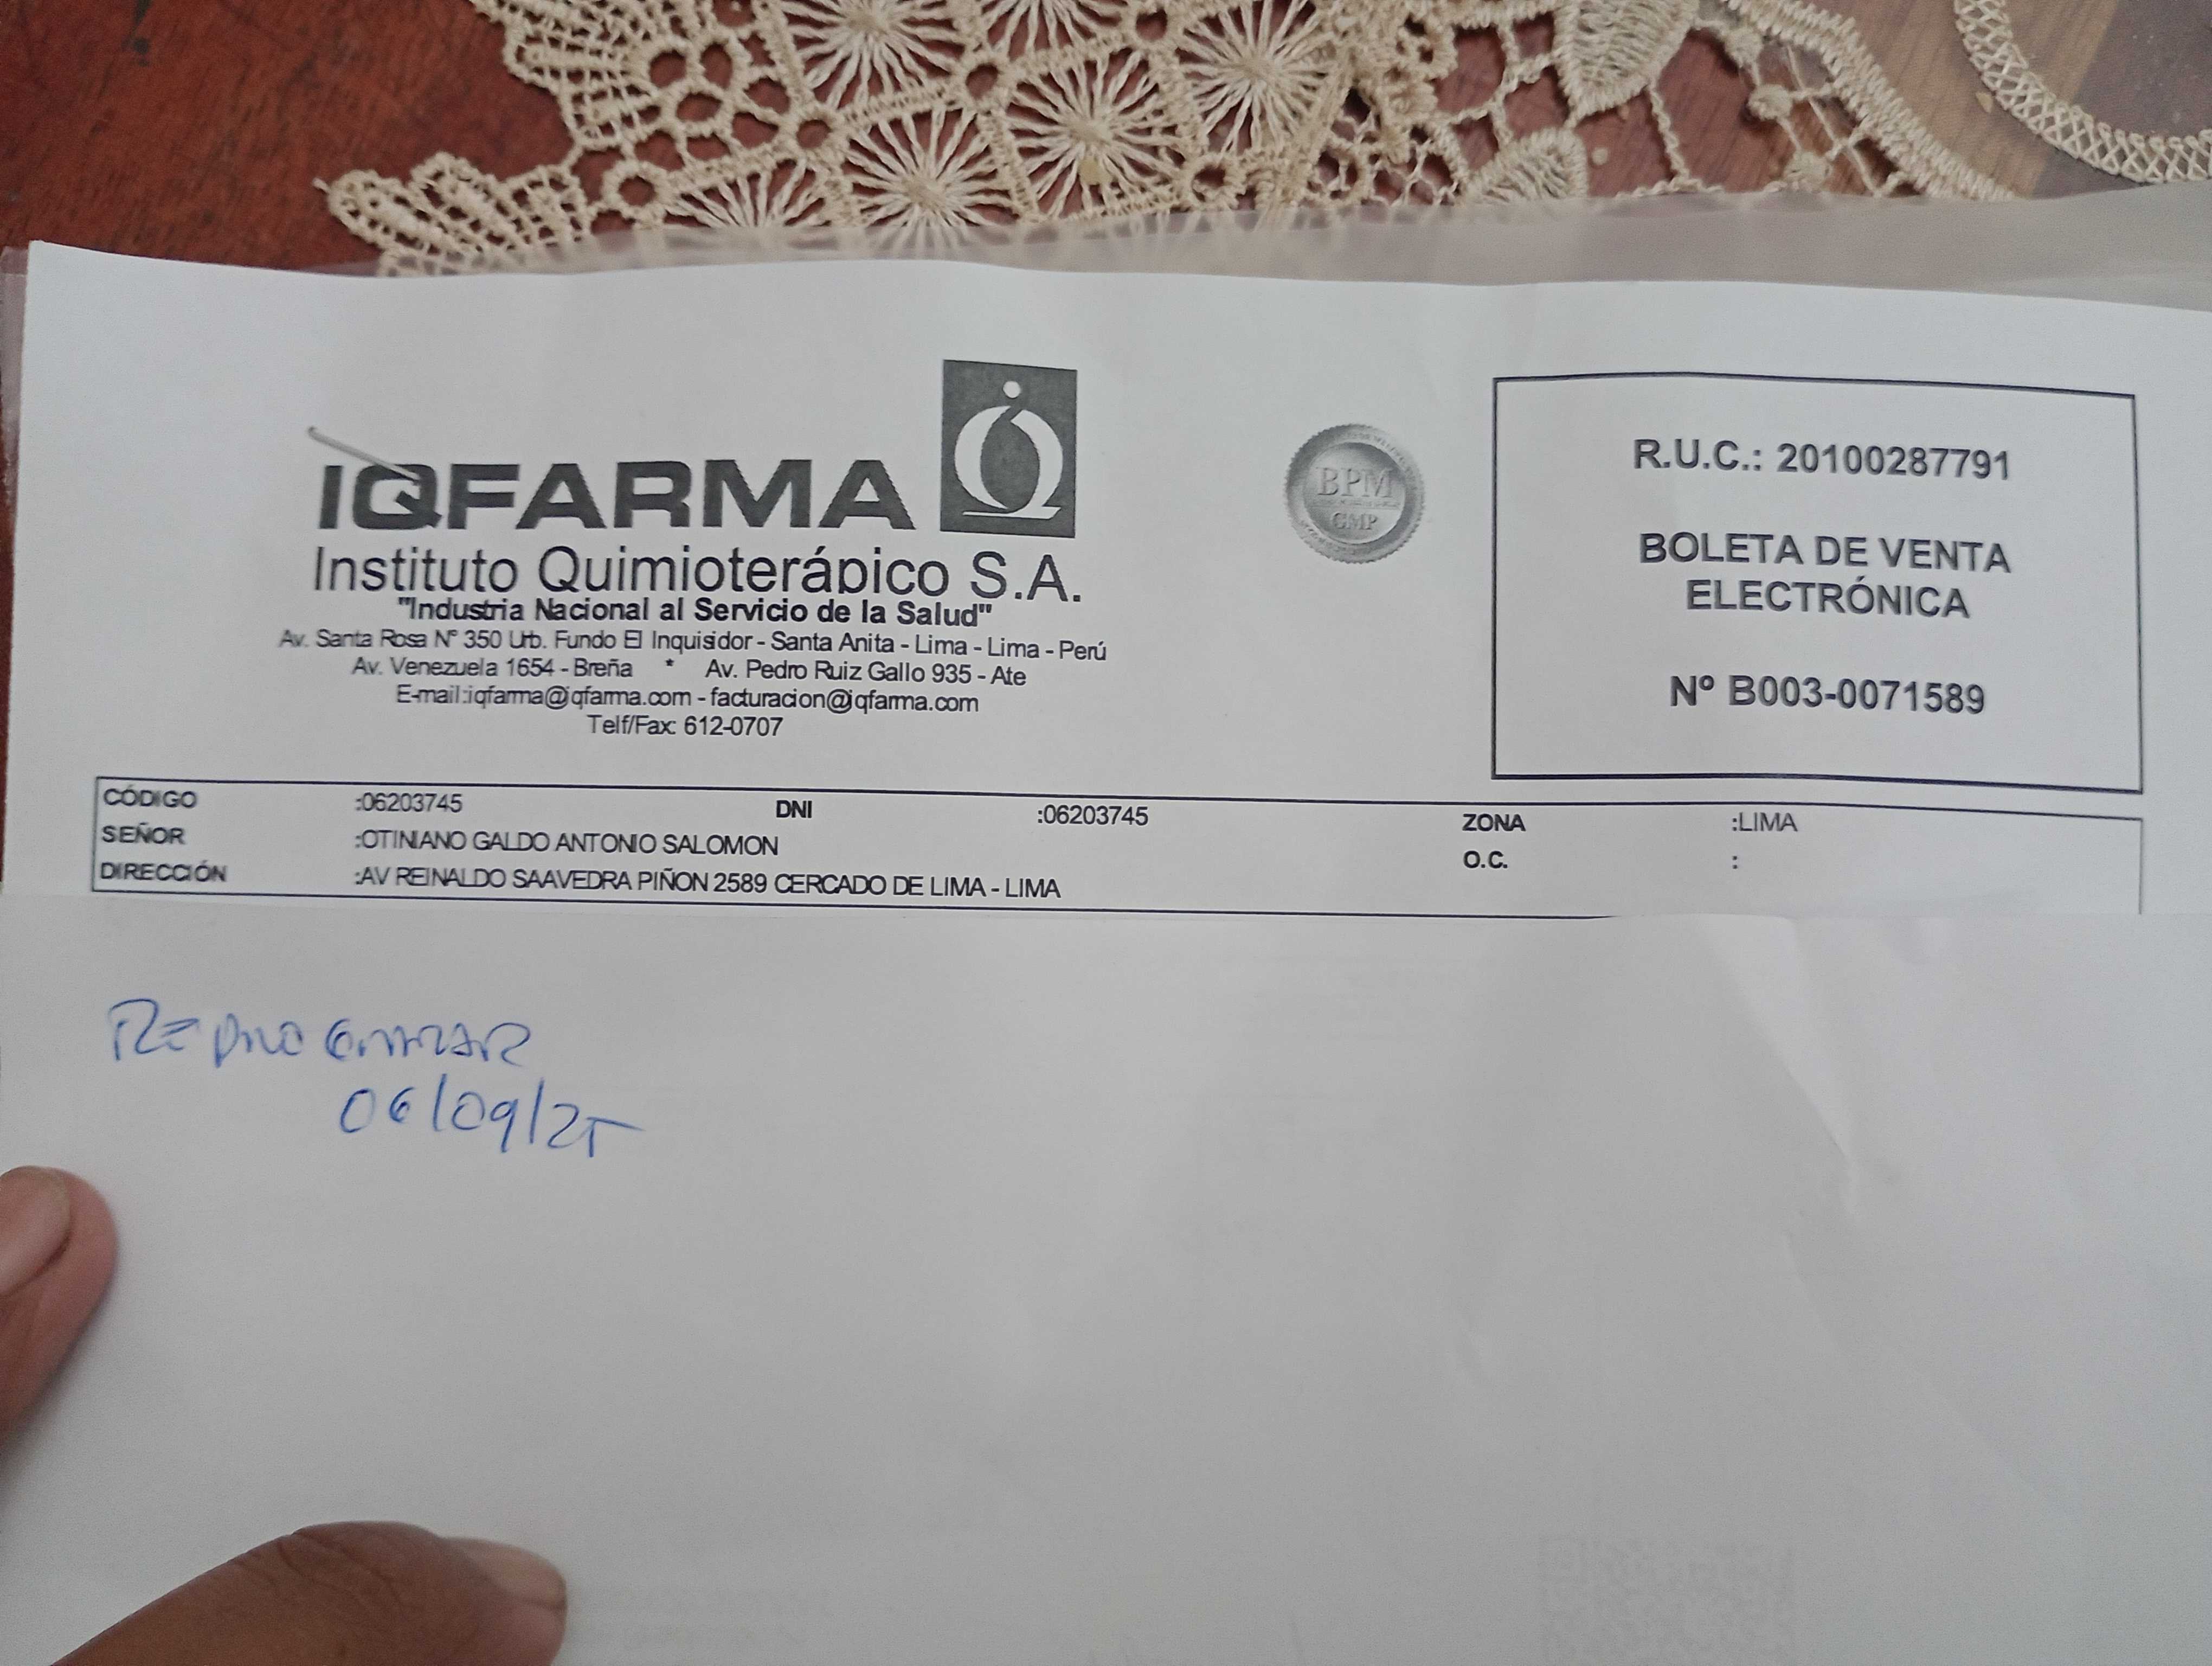 IQFARMA
Instituto Quimioterápico S.A.
"Industria Nacional al Servicio de la Salud"
Av. Santa Rosa Nº 350 Urb. Fundo El Inquisidor - Santa Anita - Lima - Lima - Perú
Av. Venezuela 1654 - Breña * Av. Pedro Ruiz Gallo 935 - Ate
E-mail:iqfarma@iqfarma.com - facturacion@iqfarma.com
Telf/Fax: 612-0707
BPM
GMP
R.U.C.: 20100287791
BOLETA DE VENTA
ELECTRÓNICA
Nº B003-0071589
CÓDIGO :06203745 DNI :06203745 ZONA :LIMA
SEÑOR :OTINIANO GALDO ANTONIO SALOMON O.C. :
DIRECCIÓN :AV REINALDO SAAVEDRA PIÑON 2589 CERCADO DE LIMA - LIMA
REPROGRAMAR
06/09/25